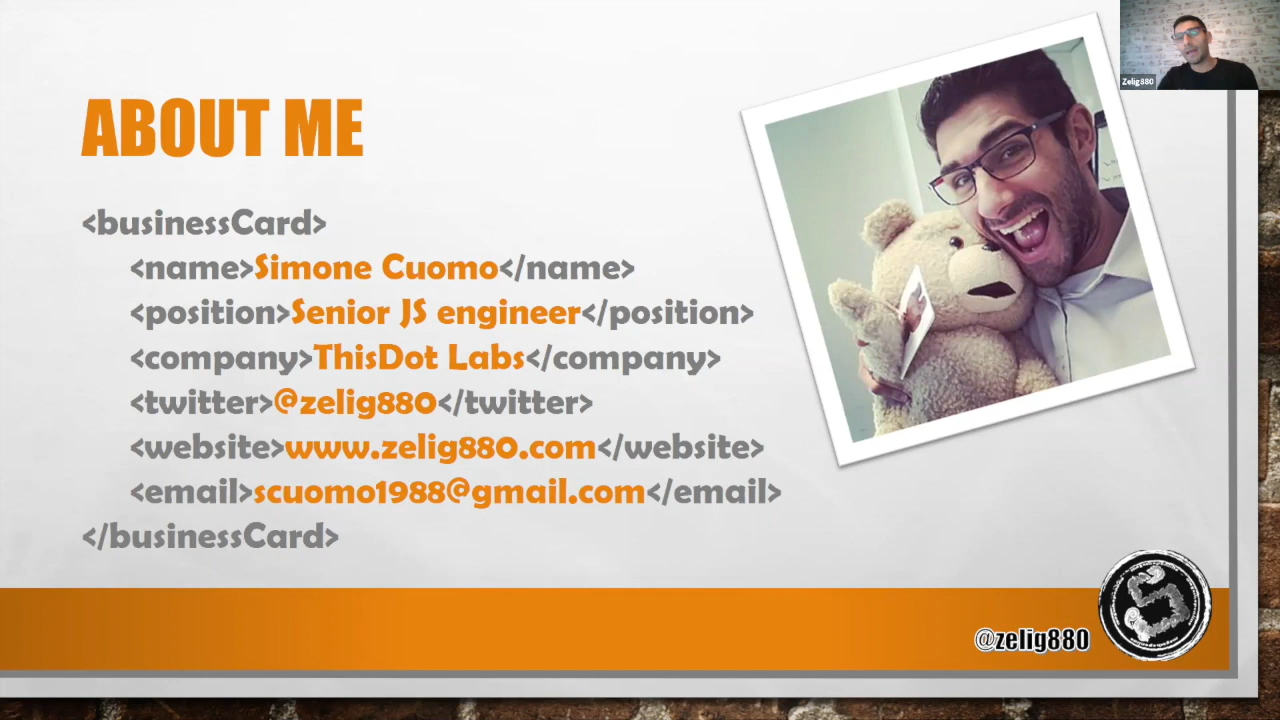 Zelig880
ABOUT ME
<businessCard>
<name>Simone Cuomo</name>
<position>Senior JS engineer</position>
<company>ThisDot Labs</company>
<twitter>@zelig880</twitter>
<website>www.zelig880.com</website>
<email>scuomo1988@gmail.com</email>
</businessCard>
@zelig880